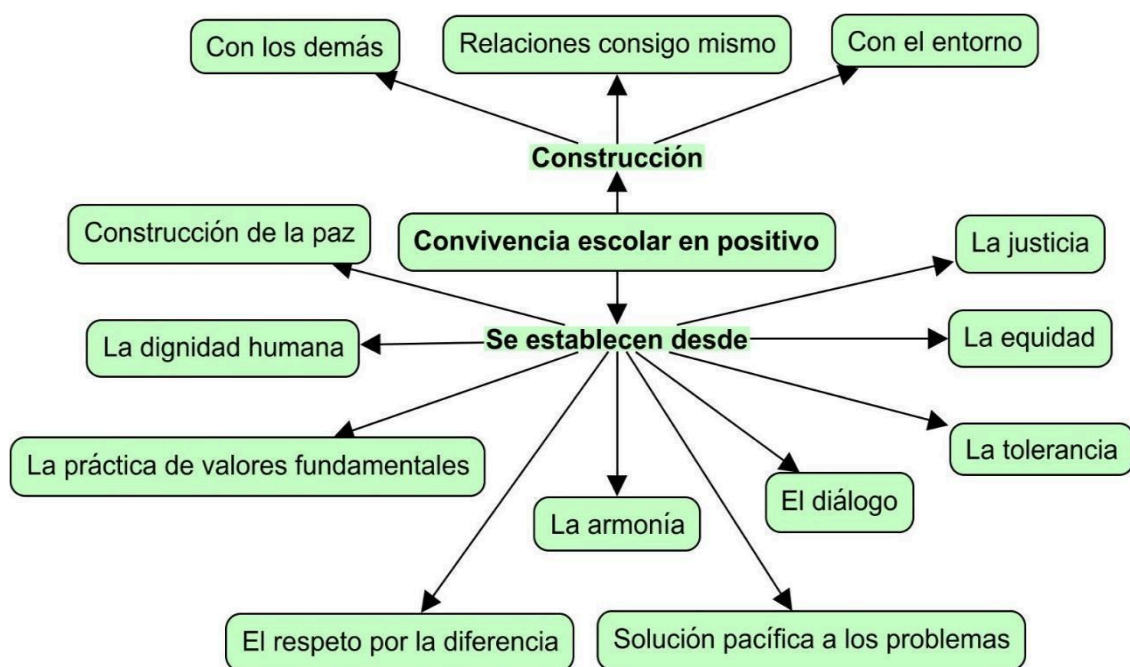 Con los demás
Relaciones consigo mismo
Con el entorno
Construcción
Construcción de la paz
Convivencia escolar en positivo
La justicia
La dignidad humana
Se establecen desde
La equidad
La práctica de valores fundamentales
La tolerancia
La armonía
El diálogo
El respeto por la diferencia
Solución pacífica a los problemas